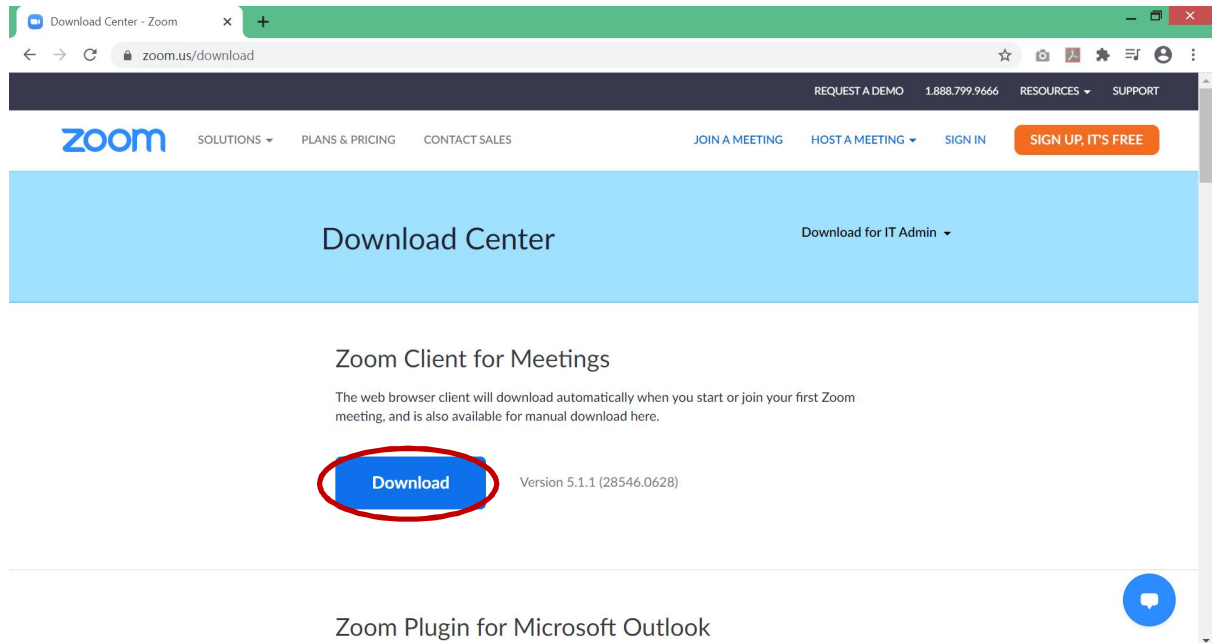 Download Center - Zoom
zoom.us/download
REQUEST A DEMO 1.888.799.9666 RESOURCES SUPPORT
zoom SOLUTIONS PLANS & PRICING CONTACT SALES JOIN A MEETING HOST A MEETING SIGN IN SIGN UP, IT'S FREE
Download Center Download for IT Admin
Zoom Client for Meetings
The web browser client will download automatically when you start or join your first Zoom
meeting, and is also available for manual download here.
Download Version 5.1.1 (28546.0628)
Zoom Plugin for Microsoft Outlook